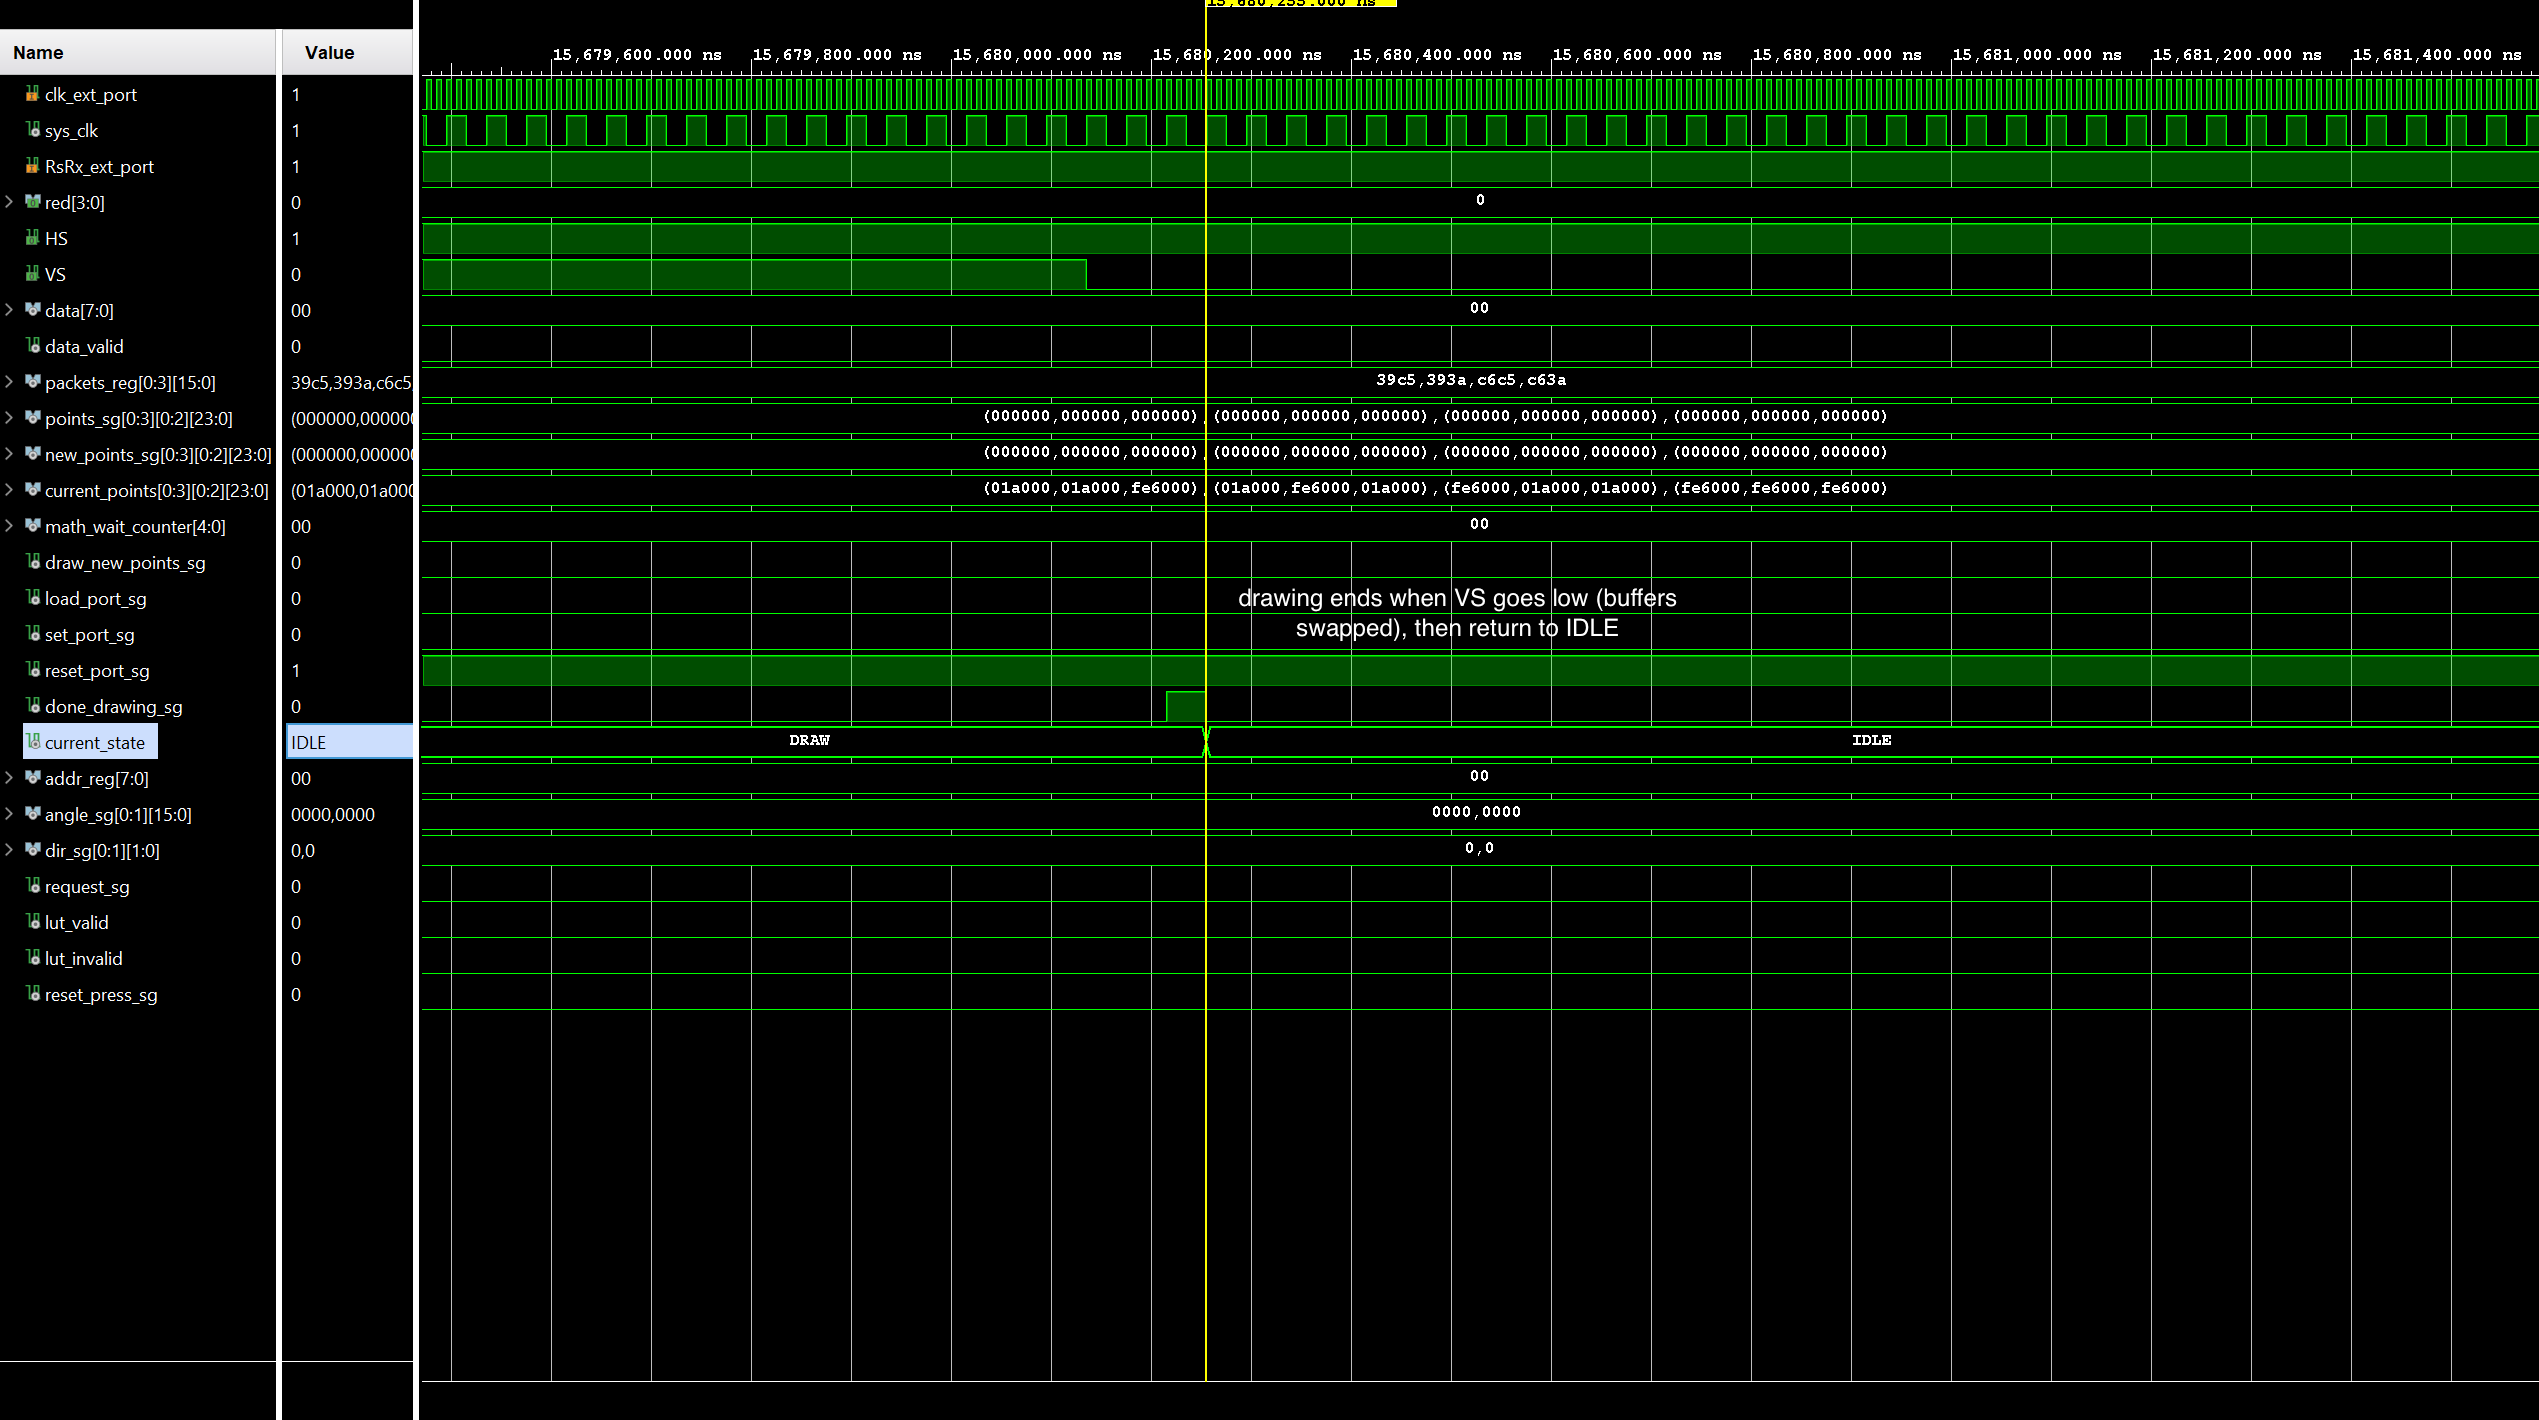 15,680,255.000 ns
Name Value
15,679,600.000 ns 15,679,800.000 ns 15,680,000.000 ns 15,680,200.000 ns 15,680,400.000 ns 15,680,600.000 ns 15,680,800.000 ns 15,681,000.000 ns 15,681,200.000 ns 15,681,400.000 ns
clk_ext_port 1
sys_clk 1
RsRx_ext_port 1
red[3:0] 0 0
HS 1
VS 0
data[7:0] 00 00
data_valid 0
packets_reg[0:3][15:0] 39c5,393a,c6c5, 39c5,393a,c6c5,c63a
points_sg[0:3][0:2][23:0] (000000,000000 (000000,000000,000000),(000000,000000,000000),(000000,000000,000000),(000000,000000,000000)
new_points_sg[0:3][0:2][23:0] (000000,000000 (000000,000000,000000),(000000,000000,000000),(000000,000000,000000),(000000,000000,000000)
current_points[0:3][0:2][23:0] (01a000,01a000 (01a000,01a000,fe6000),(01a000,fe6000,01a000),(fe6000,01a000,01a000),(fe6000,fe6000,fe6000)
math_wait_counter[4:0] 00 00
draw_new_points_sg 0
load_port_sg 0
drawing ends when VS goes low (buffers
swapped), then return to IDLE
set_port_sg 0
reset_port_sg 1
done_drawing_sg 0
current_state IDLE DRAW IDLE
addr_reg[7:0] 00 00
angle_sg[0:1][15:0] 0000,0000 0000,0000
dir_sg[0:1][1:0] 0,0 0,0
request_sg 0
lut_valid 0
lut_invalid 0
reset_press_sg 0